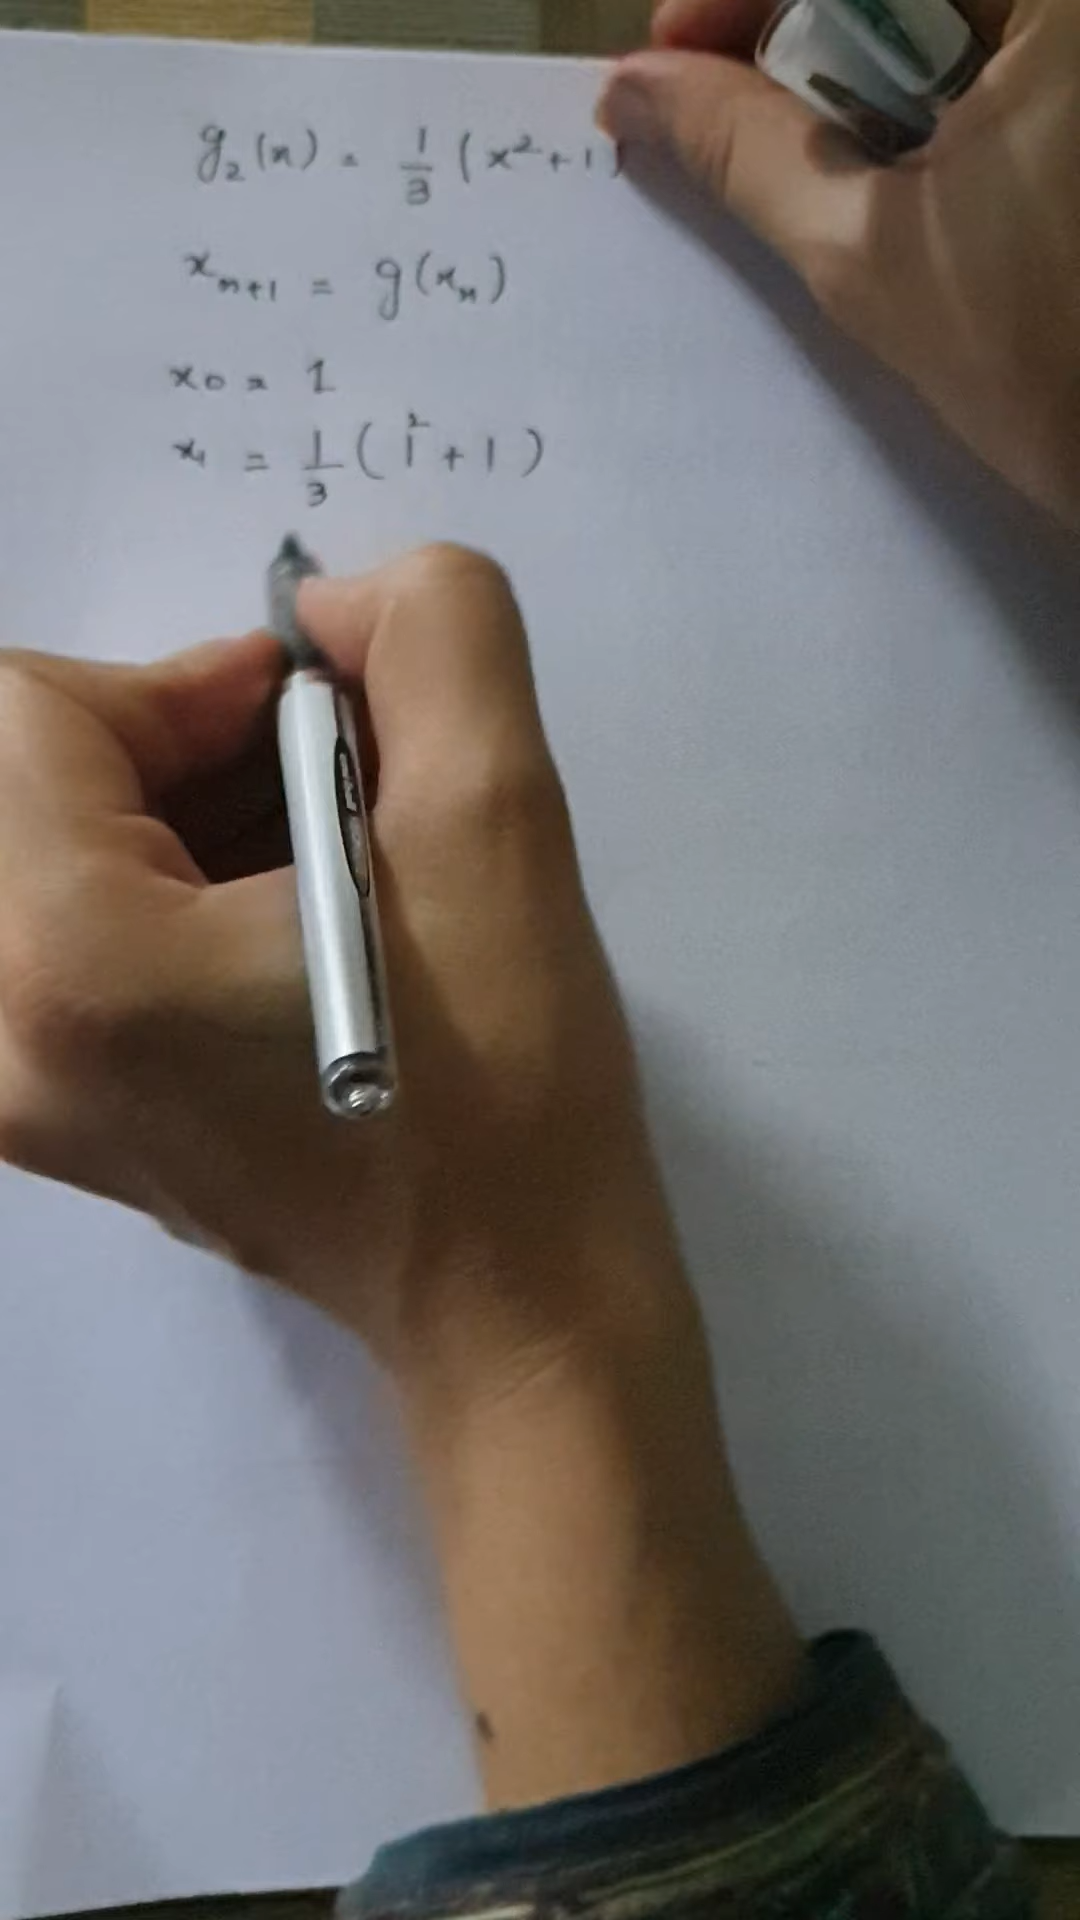 g₂(x) = 1/3 (x² + 1)
xₙ₊₁ = g(xₙ)
x₀ = 1
x₁ = 1/3 (1² + 1)